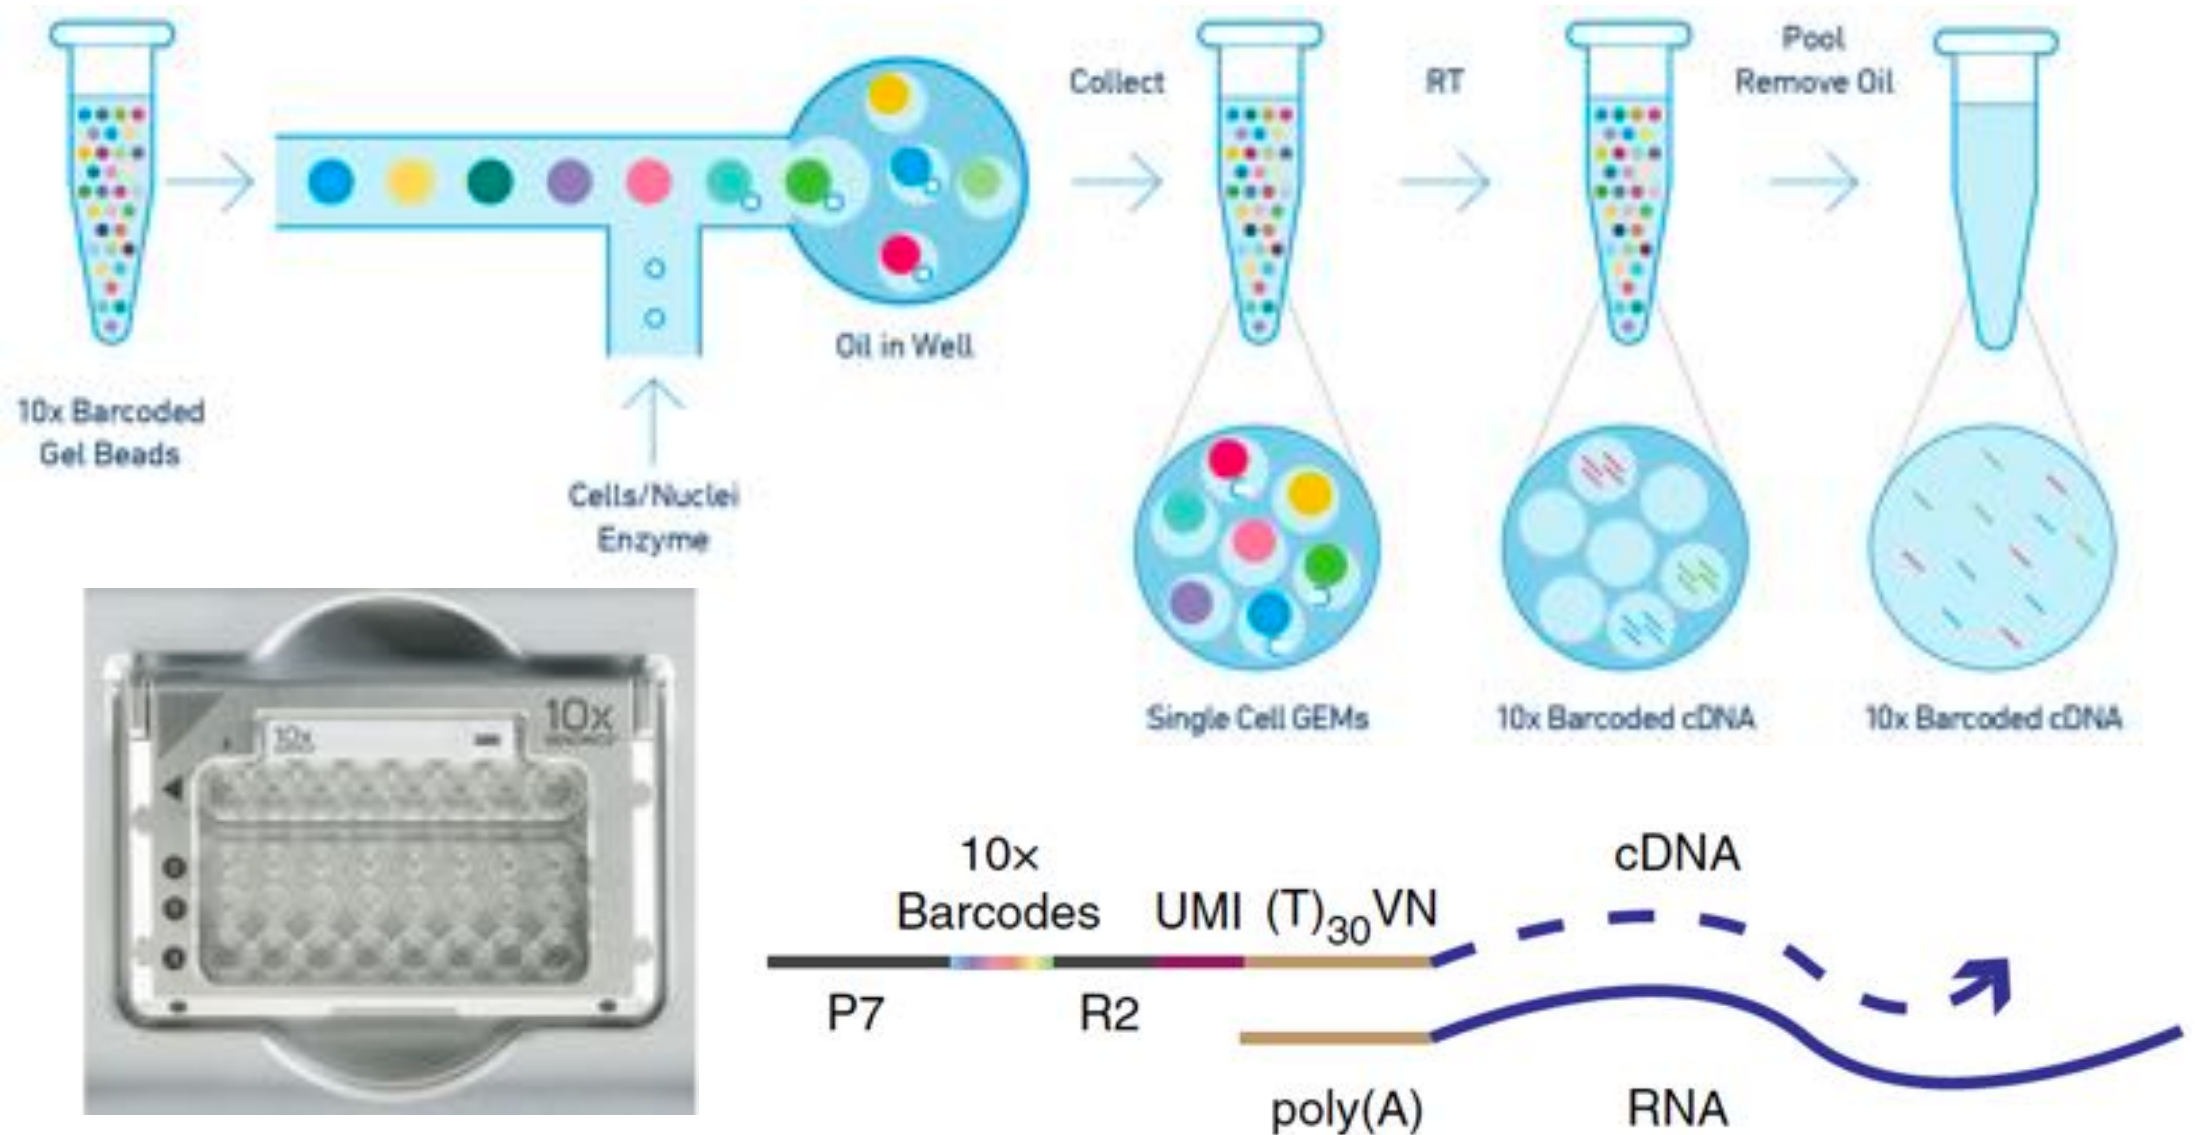 Collect
RT
Pool
Remove Oil
Oil in Well
10x Barcoded
Gel Beads
Cells/Nuclei
Enzyme
Single Cell GEMs
10x Barcoded cDNA
10x Barcoded cDNA
10x
10x
10x
Barcodes
UMI
(T)30VN
cDNA
P7
R2
poly(A)
RNA